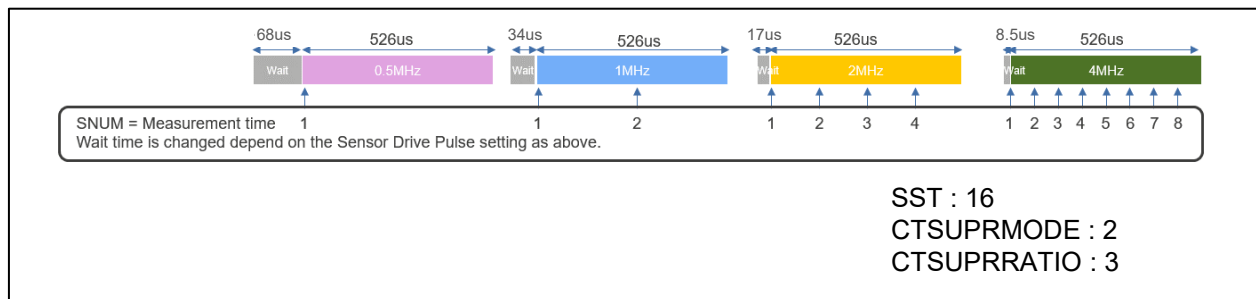 68us 526us 34us 526us 17us 526us 8.5us 526us
Wait 0.5MHz Wait 1MHz Wait 2MHz Wait 4MHz
SNUM = Measurement time 1 1 2 1 2 3 4 1 2 3 4 5 6 7 8
Wait time is changed depend on the Sensor Drive Pulse setting as above.
SST : 16
CTSUPRMODE : 2
CTSUPRRATIO : 3